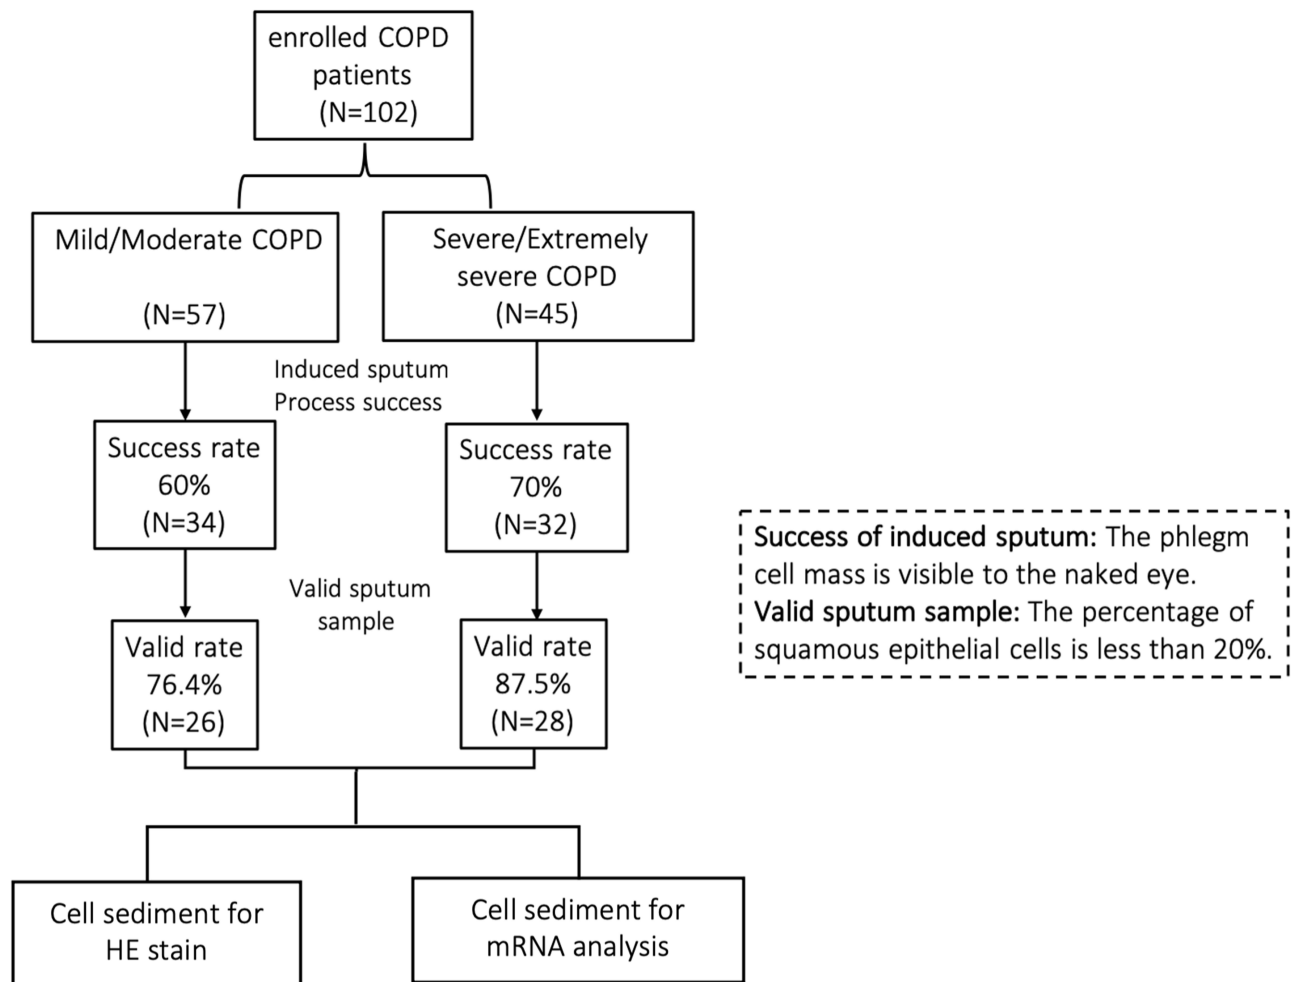 enrolled COPD
patients
(N=102)
Mild/Moderate COPD
(N=57)
Severe/Extremely
severe COPD
(N=45)
Induced sputum
Process success
Success rate
60%
(N=34)
Success rate
70%
(N=32)
Valid sputum
sample
Valid rate
76.4%
(N=26)
Valid rate
87.5%
(N=28)
Success of induced sputum: The phlegm
cell mass is visible to the naked eye.
Valid sputum sample: The percentage of
squamous epithelial cells is less than 20%.
Cell sediment for
HE stain
Cell sediment for
mRNA analysis